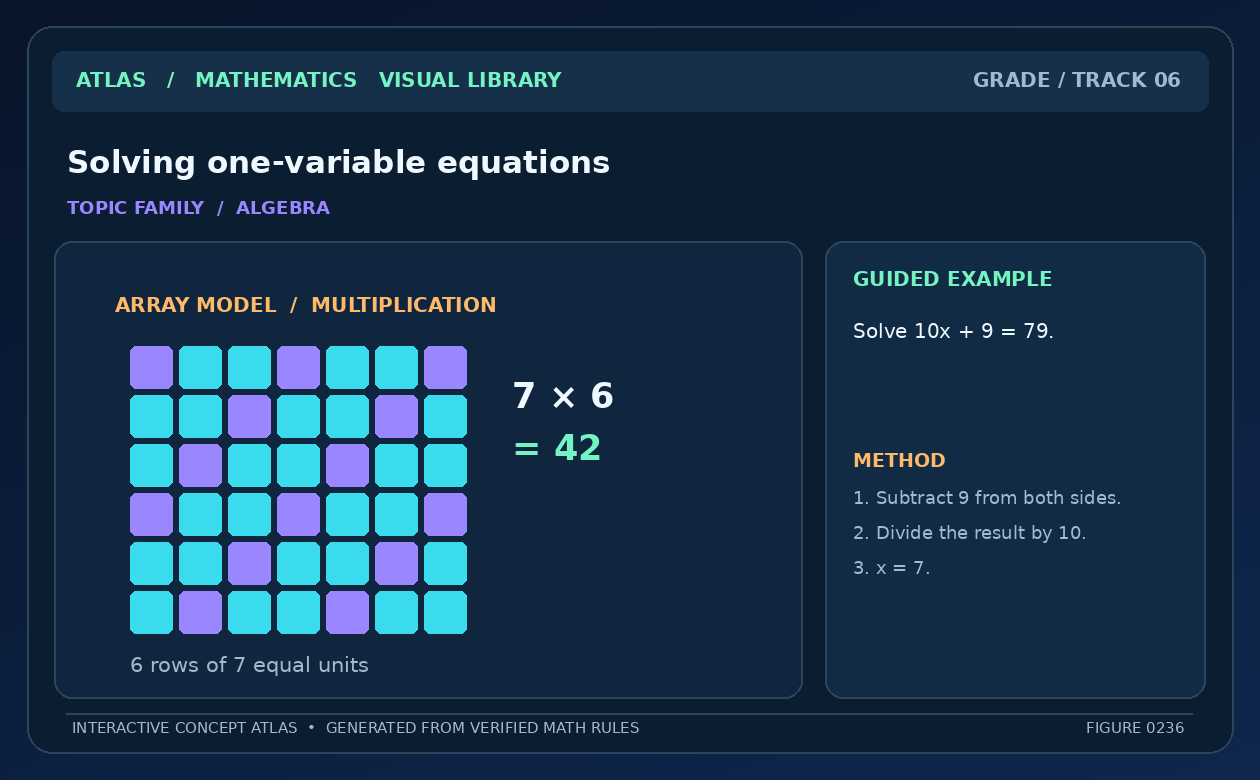 ATLAS / MATHEMATICS VISUAL LIBRARY
GRADE / TRACK 06
Solving one-variable equations
TOPIC FAMILY / ALGEBRA
ARRAY MODEL / MULTIPLICATION
7 × 6
= 42
6 rows of 7 equal units
GUIDED EXAMPLE
Solve 10x + 9 = 79.
METHOD
1. Subtract 9 from both sides.
2. Divide the result by 10.
3. x = 7.
INTERACTIVE CONCEPT ATLAS • GENERATED FROM VERIFIED MATH RULES
FIGURE 0236